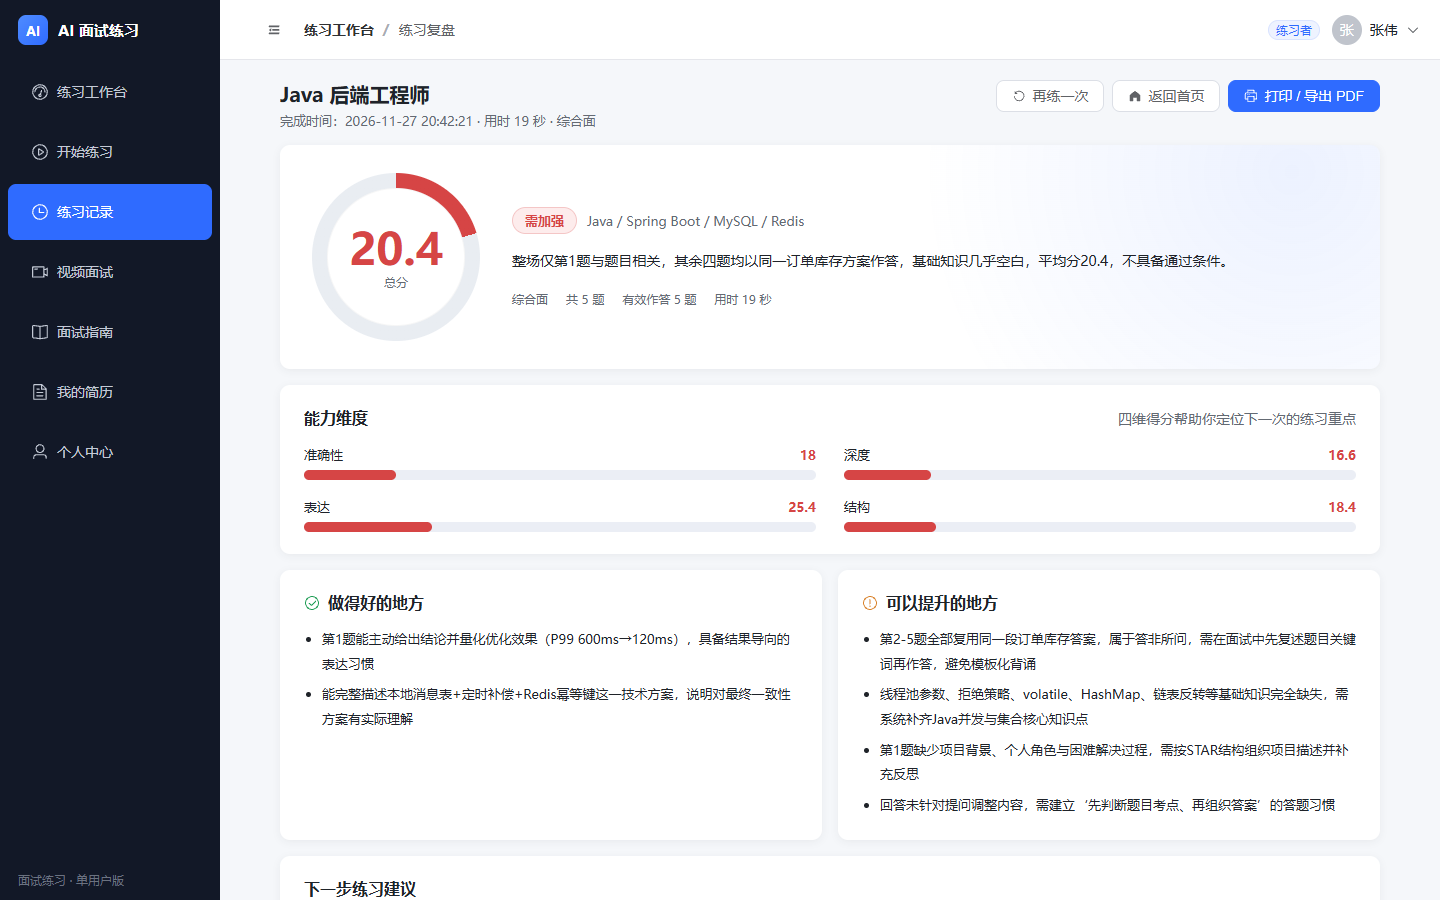 AI
AI 面试练习
练习工作台
开始练习
练习记录
视频面试
面试指南
我的简历
个人中心
面试练习 · 单用户版
练习工作台 / 练习复盘
练习者
张
张伟
Java 后端工程师
完成时间：2026-11-27 20:42:21 · 用时 19 秒 · 综合面
再练一次
返回首页
打印 / 导出 PDF
20.4
总分
需加强
Java / Spring Boot / MySQL / Redis
整场仅第1题与题目相关，其余四题均以同一订单库存方案作答，基础知识几乎空白，平均分20.4，不具备通过条件。
综合面 共 5 题 有效作答 5 题 用时 19 秒
能力维度
四维得分帮助你定位下一次的练习重点
准确性 18
深度 16.6
表达 25.4
结构 18.4
做得好的地方
第1题能主动给出结论并量化优化效果（P99 600ms→120ms），具备结果导向的
表达习惯
能完整描述本地消息表+定时补偿+Redis幂等键这一技术方案，说明对最终一致性
方案有实际理解
可以提升的地方
第2-5题全部复用同一段订单库存答案，属于答非所问，需在面试中先复述题目关键
词再作答，避免模板化背诵
线程池参数、拒绝策略、volatile、HashMap、链表反转等基础知识完全缺失，需
系统补齐Java并发与集合核心知识点
第1题缺少项目背景、个人角色与困难解决过程，需按STAR结构组织项目描述并补
充反思
回答未针对提问调整内容，需建立‘先判断题目考点、再组织答案’的答题习惯
下一步练习建议